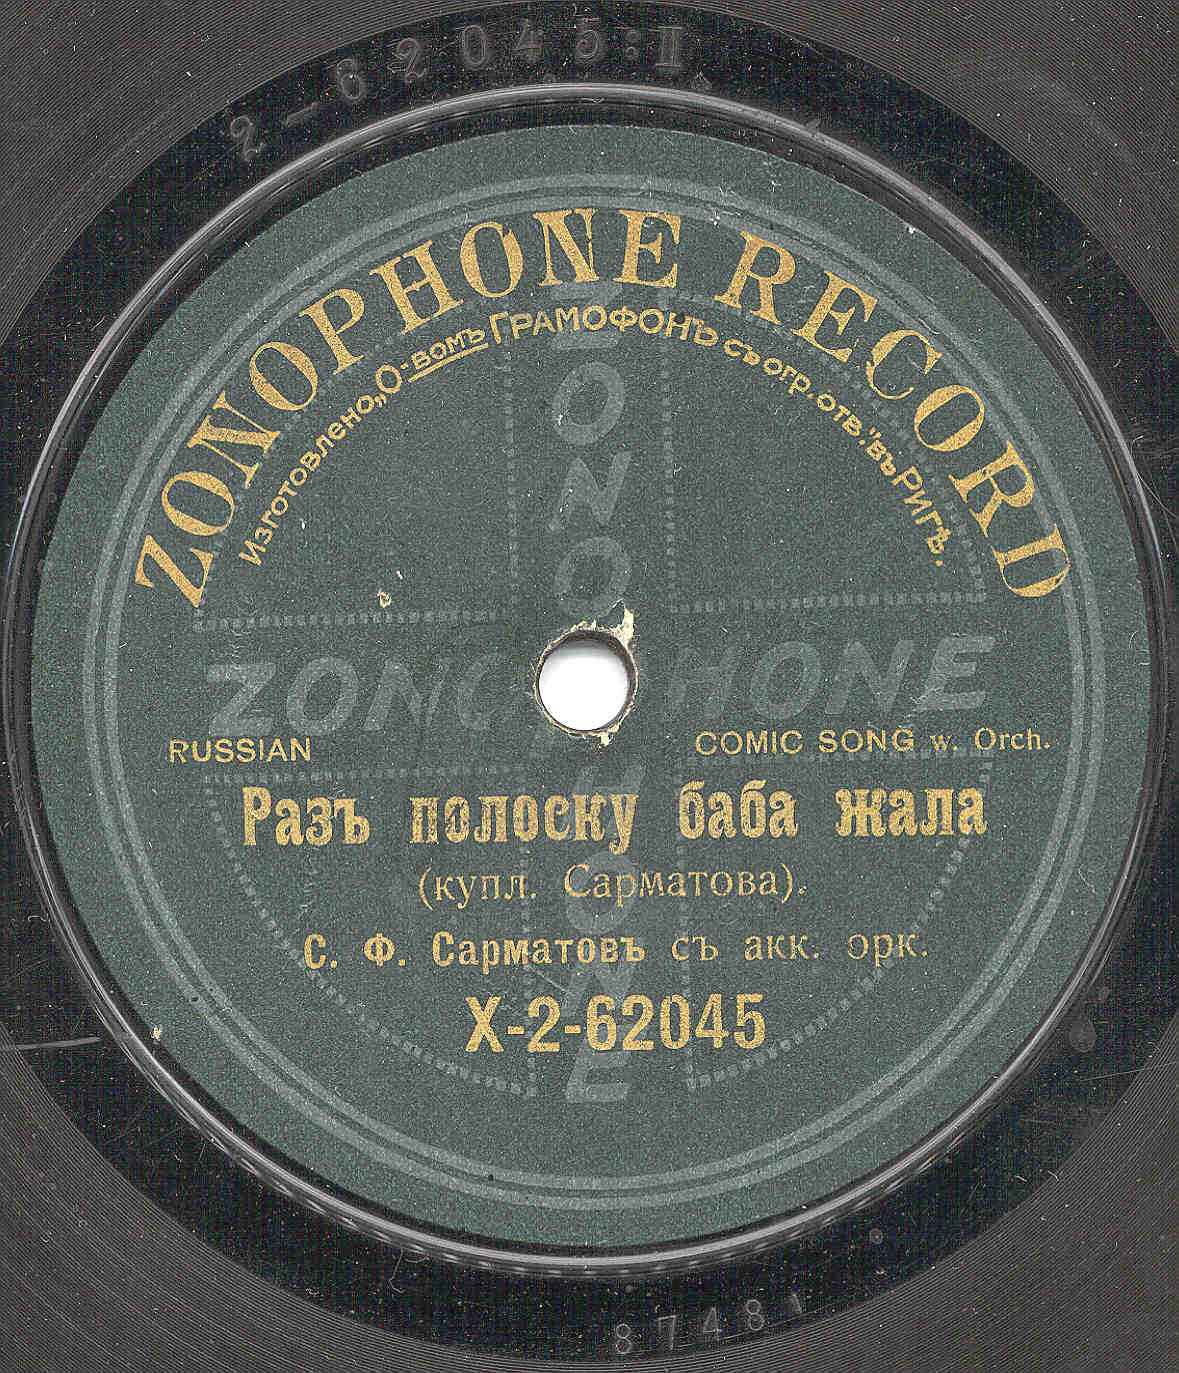 2-62045:II
ZONOPHONE RECORD
Изготовлено „О-вомъ ГРАМОФОНЪ съ огр. отв." въ РИГѢ.
ZONOPHONE
ZONOPHONE
RUSSIAN
COMIC SONG w. Orch.
Разъ полоску баба жала
(купл. Сарматова).
С. Ф. Сарматовъ съ акк. орк.
X-2-62045
8748